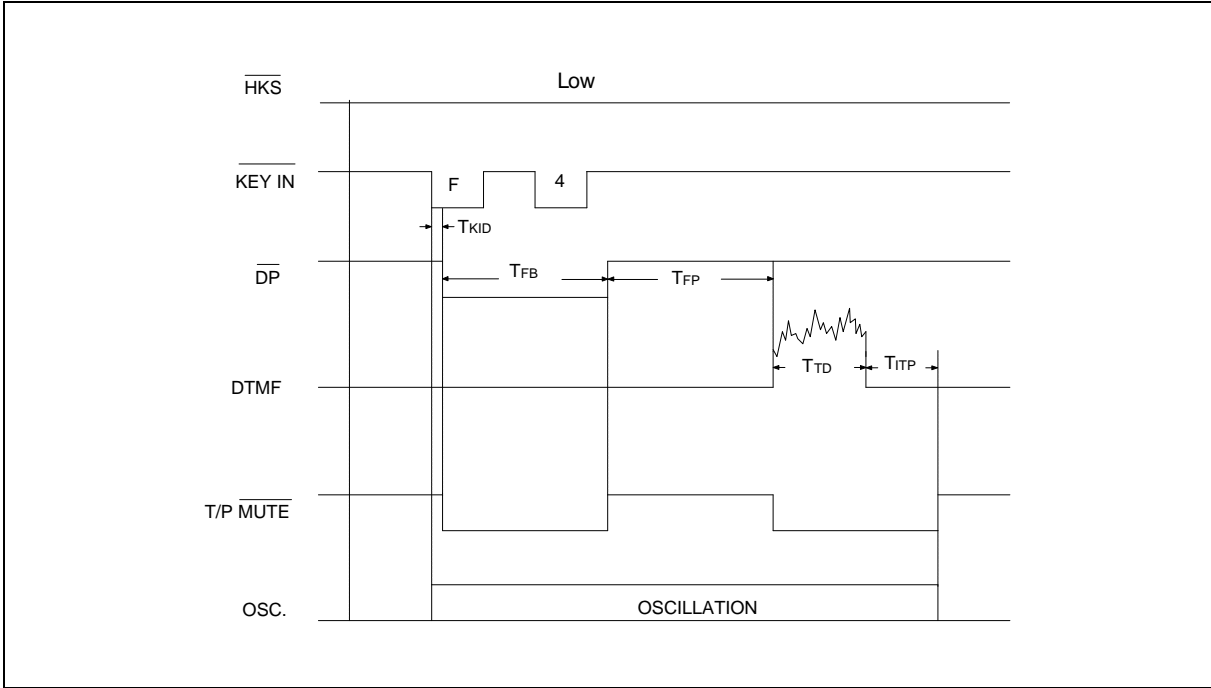 HKS Low
KEY IN F 4
TKID
DP TFB TFP
DTMF TTD TITP
T/P MUTE
OSC. OSCILLATION